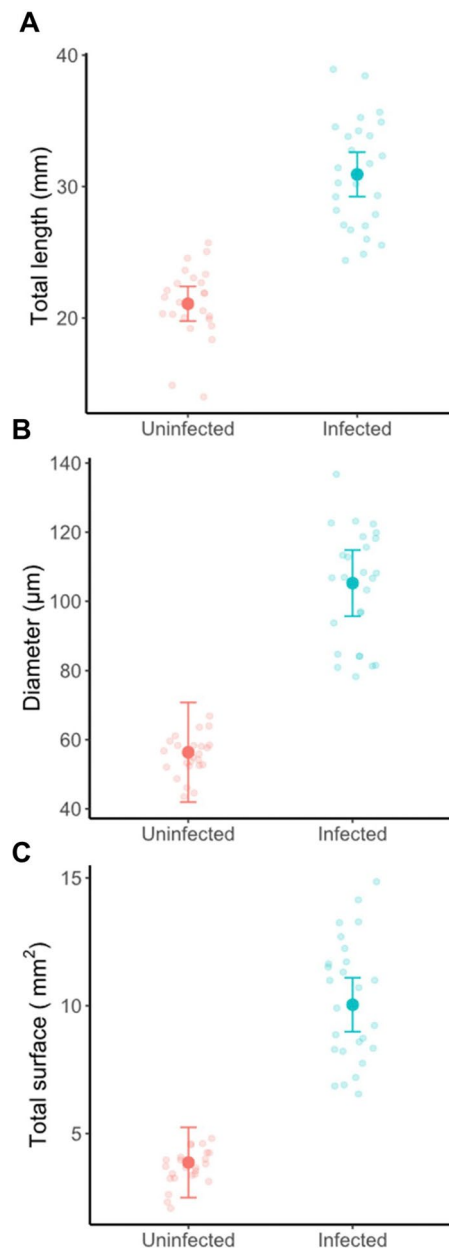 A
Total length (mm)
40
30
20
Uninfected Infected
B
Diameter (µm)
140
120
100
80
60
40
Uninfected Infected
C
Total surface ( mm²)
15
10
5
Uninfected Infected